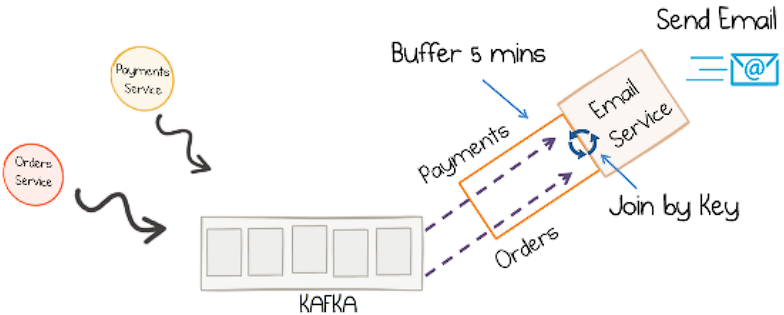 Send Email
Buffer 5 mins
@
Payments
Service
Email
Service
Payments
Orders
Service
Join by Key
Orders
KAFKA